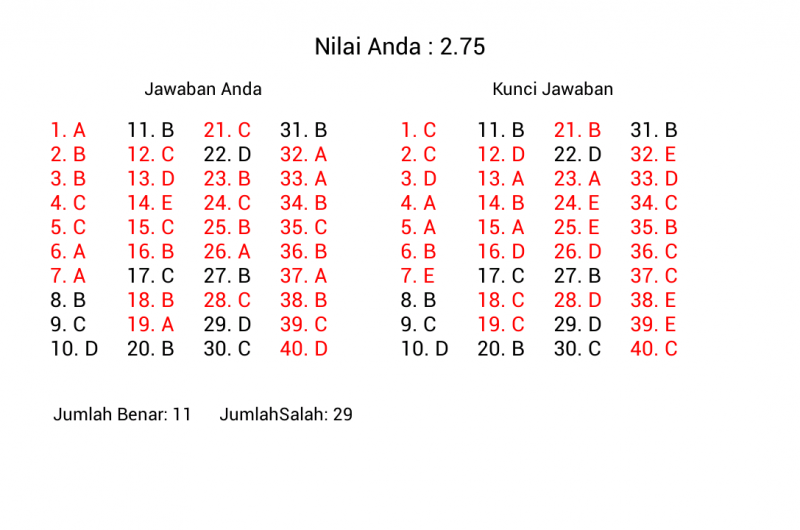 Nilai Anda : 2.75
Jawaban Anda Kunci Jawaban
1. A 11. B 21. C 31. B 1. C 11. B 21. B 31. B
2. B 12. C 22. D 32. A 2. C 12. D 22. D 32. E
3. B 13. D 23. B 33. A 3. D 13. A 23. A 33. D
4. C 14. E 24. C 34. B 4. A 14. B 24. E 34. C
5. C 15. C 25. B 35. C 5. A 15. A 25. E 35. B
6. A 16. B 26. A 36. B 6. B 16. D 26. D 36. C
7. A 17. C 27. B 37. A 7. E 17. C 27. B 37. C
8. B 18. B 28. C 38. B 8. B 18. C 28. D 38. E
9. C 19. A 29. D 39. C 9. C 19. C 29. D 39. E
10. D 20. B 30. C 40. D 10. D 20. B 30. C 40. C
Jumlah Benar: 11 JumlahSalah: 29